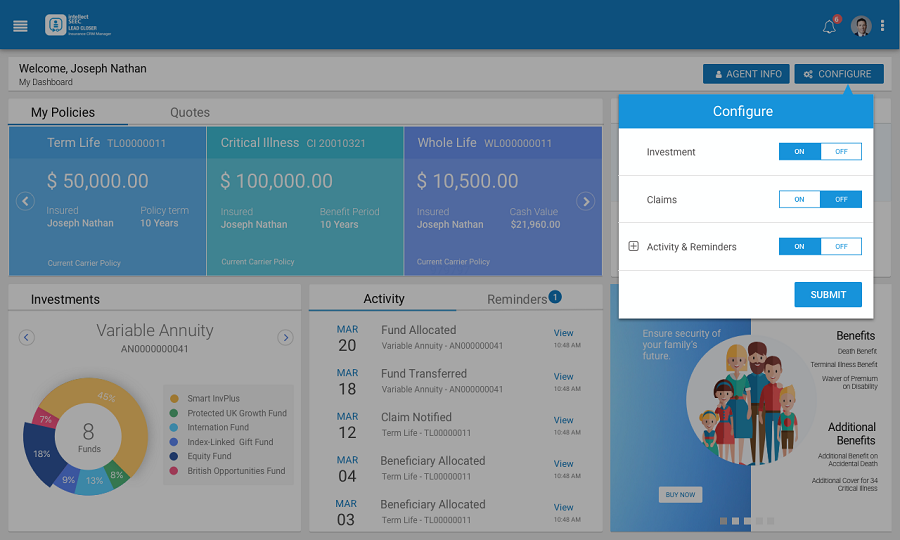 intellect
SEEC
LEAD CLOSER
Insurance CRM Manager
6
Welcome, Joseph Nathan
My Dashboard
AGENT INFO
CONFIGURE
My Policies
Quotes
Term Life TL00000011
$ 50,000.00
Insured
Joseph Nathan
Policy term
10 Years
Current Carrier Policy
Critical Illness CI 20010321
$ 100,000.00
Insured
Joseph Nathan
Benefit Period
10 Years
Current Carrier Policy
Whole Life WL000000011
$ 10,500.00
Insured
Joseph Nathan
Cash Value
$21,960.00
Current Carrier Policy
Configure
Investment
ON OFF
Claims
ON OFF
Activity & Reminders
ON OFF
SUBMIT
Investments
Variable Annuity
AN0000000041
45%
7%
18%
9%
13%
8%
8
Funds
Smart InvPlus
Protected UK Growth Fund
Internation Fund
Index-Linked Gift Fund
Equity Fund
British Opportunities Fund
Activity
Reminders 1
MAR
20
Fund Allocated
Variable Annuity - AN0000000041
View
10:48 AM
MAR
18
Fund Transferred
Variable Annuity - AN0000000041
View
10:48 AM
MAR
12
Claim Notified
Term Life - TL00000011
View
10:48 AM
MAR
04
Beneficiary Allocated
Term Life - TL00000011
View
10:48 AM
MAR
03
Beneficiary Allocated
Term Life - TL00000011
View
10:48 AM
Ensure security of
your family's
future.
BUY NOW
Benefits
Death Benefit
Terminal Illness Benefit
Waiver of Premium
on Disability
Additional
Benefits
Additional Benefit on
Accidental Death
Additional Cover for 34
Critical Illness